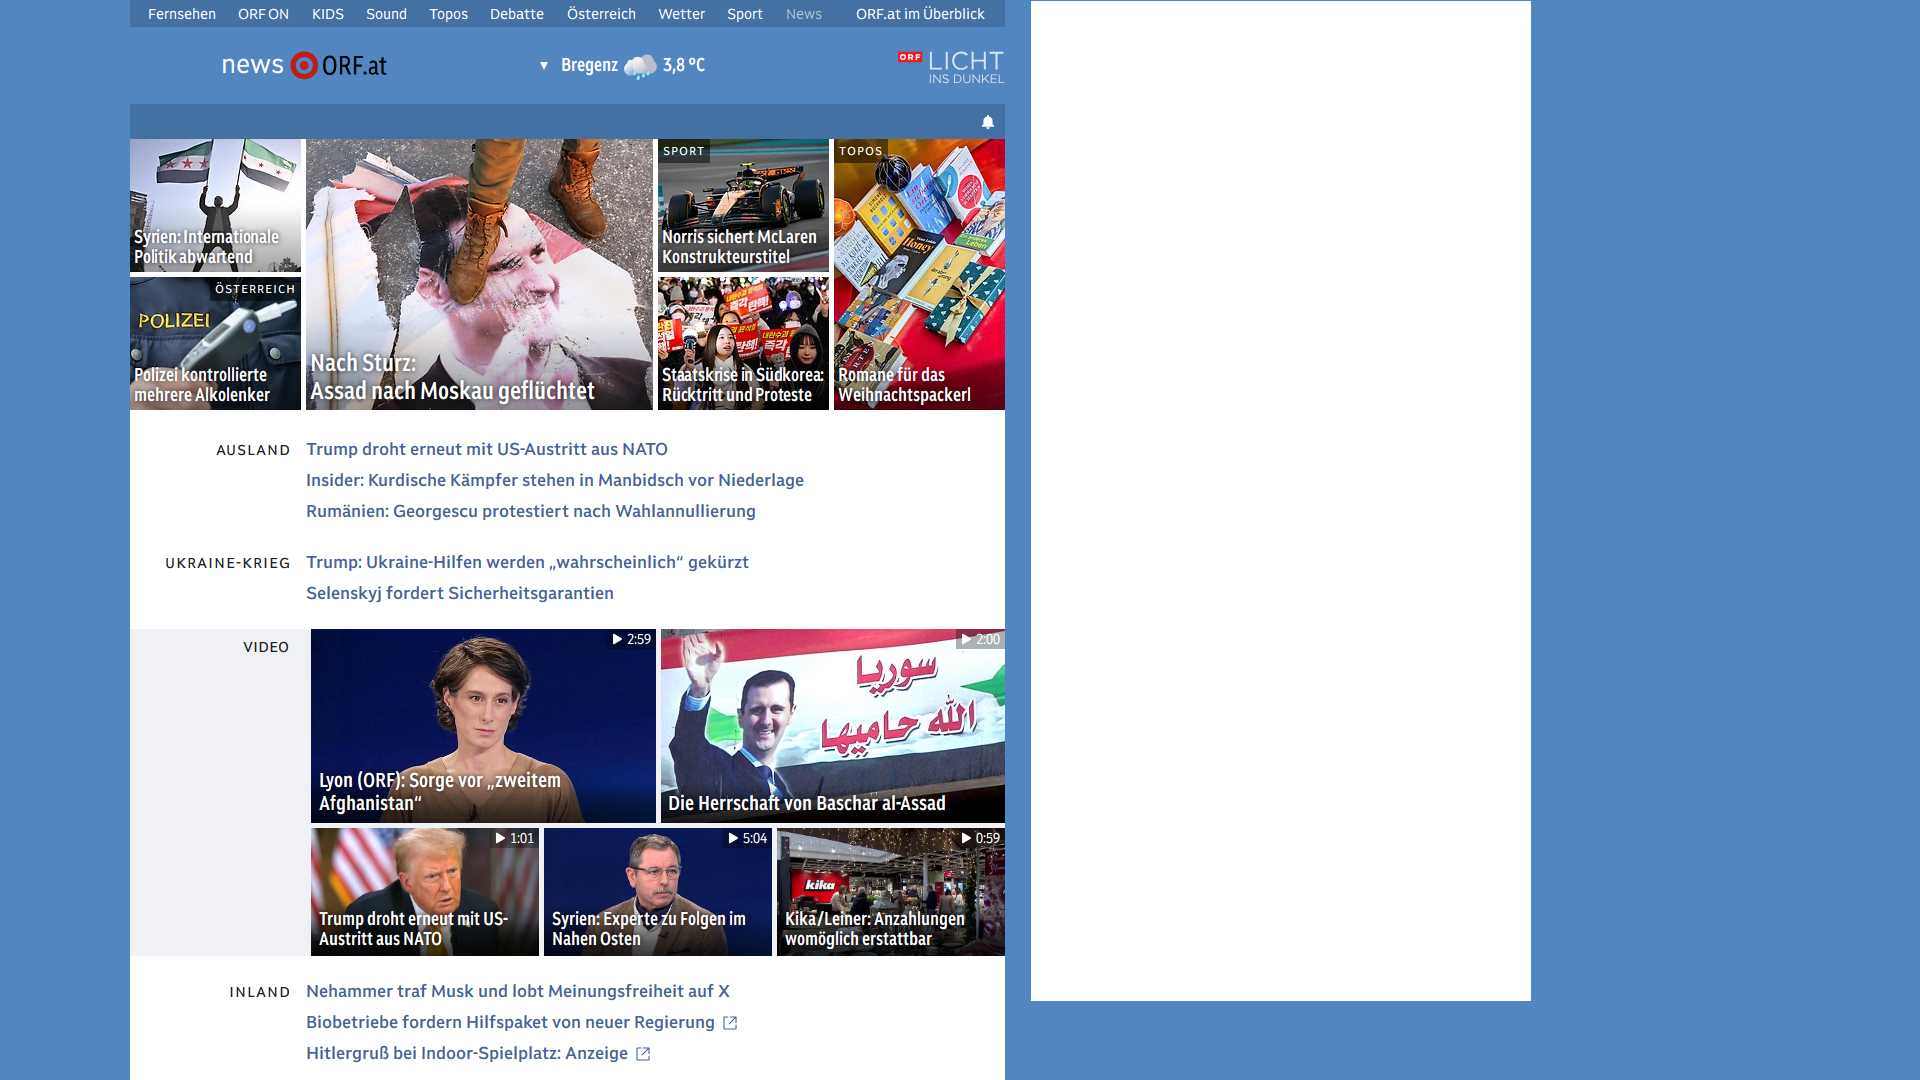 Fernsehen ORF ON KIDS Sound Topos Debatte Österreich Wetter Sport News ORF.at im Überblick
news ORF.at
▼ Bregenz 3,8 °C
ORF LICHT
INS DUNKEL
Syrien: Internationale
Politik abwartend
ÖSTERREICH
POLIZEI
Polizei kontrollierte
mehrere Alkolenker
Nach Sturz:
Assad nach Moskau geflüchtet
SPORT
Norris sichert McLaren
Konstrukteurstitel
Staatskrise in Südkorea:
Rücktritt und Proteste
TOPOS
Honey
Romane für das
Weihnachtspackerl
AUSLAND
Trump droht erneut mit US-Austritt aus NATO
Insider: Kurdische Kämpfer stehen in Manbidsch vor Niederlage
Rumänien: Georgescu protestiert nach Wahlannullierung
UKRAINE-KRIEG
Trump: Ukraine-Hilfen werden „wahrscheinlich“ gekürzt
Selenskyj fordert Sicherheitsgarantien
VIDEO
2:59
Lyon (ORF): Sorge vor „zweitem
Afghanistan“
2:00
سوريا
الله حاميها
Die Herrschaft von Baschar al-Assad
1:01
Trump droht erneut mit US-
Austritt aus NATO
5:04
Syrien: Experte zu Folgen im
Nahen Osten
0:59
kika
Kika/Leiner: Anzahlungen
womöglich erstattbar
INLAND
Nehammer traf Musk und lobt Meinungsfreiheit auf X
Biobetriebe fordern Hilfspaket von neuer Regierung
Hitlergruß bei Indoor-Spielplatz: Anzeige